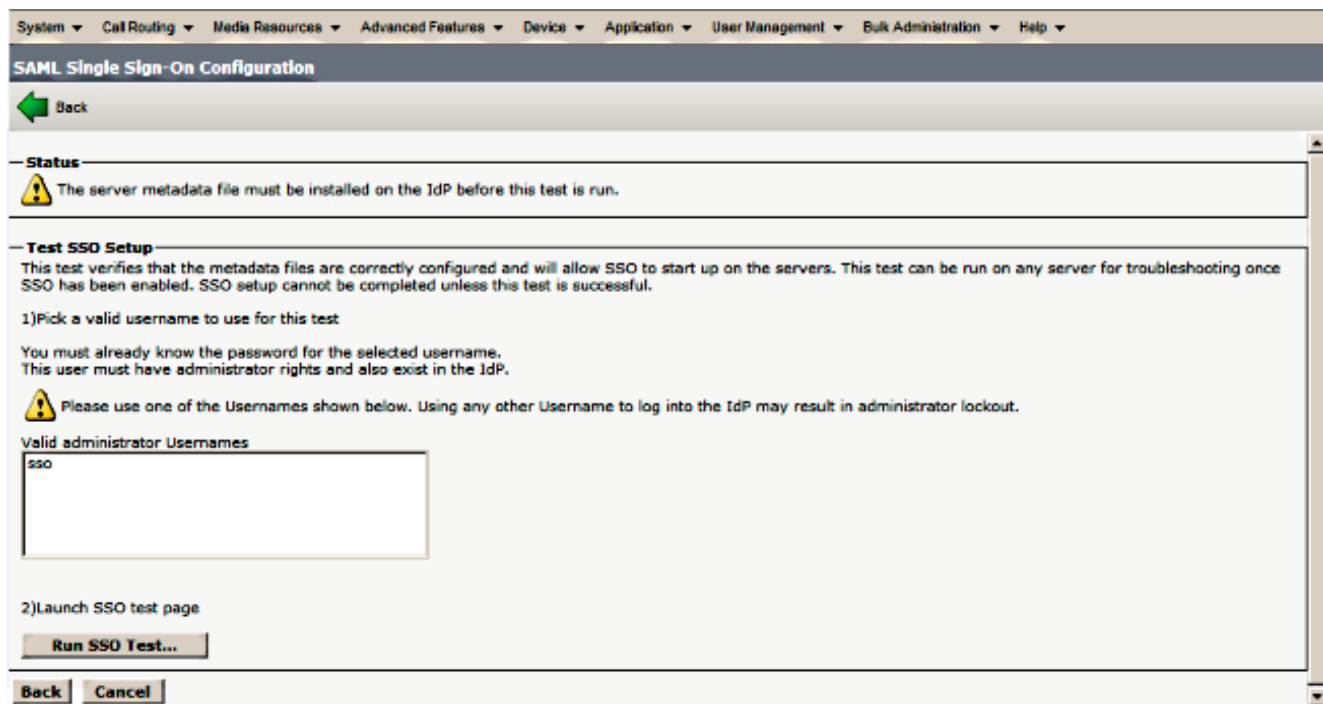 System Call Routing Media Resources Advanced Features Device Application User Management Bulk Administration Help
SAML Single Sign-On Configuration
Back
Status
The server metadata file must be installed on the IdP before this test is run.
Test SSO Setup
This test verifies that the metadata files are correctly configured and will allow SSO to start up on the servers. This test can be run on any server for troubleshooting once
SSO has been enabled. SSO setup cannot be completed unless this test is successful.
1)Pick a valid username to use for this test
You must already know the password for the selected username.
This user must have administrator rights and also exist in the IdP.
Please use one of the Usernames shown below. Using any other Username to log into the IdP may result in administrator lockout.
Valid administrator Usernames
sso
2)Launch SSO test page
Run SSO Test...
Back Cancel